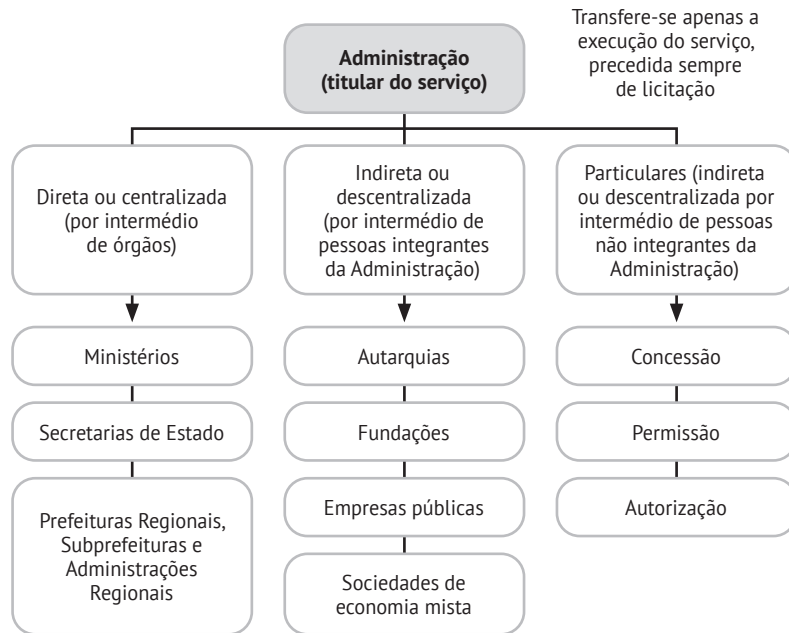 Administração
(titular do serviço)
Transfere-se apenas a
execução do serviço,
precedida sempre
de licitação
Direta ou centralizada
(por intermédio
de órgãos)
Ministérios
Secretarias de Estado
Prefeituras Regionais,
Subprefeituras e
Administrações
Regionais
Indireta ou
descentralizada
(por intermédio de
pessoas integrantes
da Administração)
Autarquias
Fundações
Empresas públicas
Sociedades de
economia mista
Particulares (indireta
ou descentralizada por
intermédio de pessoas
não integrantes da
Administração)
Concessão
Permissão
Autorização